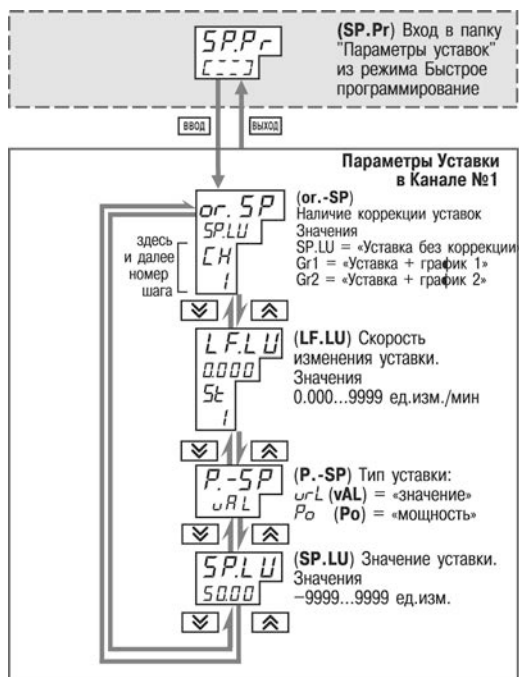 SP.Pr
[---]
(SP.Pr) Вход в папку
"Параметры уставок"
из режима Быстрое
программирование
ВВОД
ВЫХОД
Параметры Уставки
в Канале №1
or. SP
SP.LU
CH
1
здесь
и далее
номер
шага
(or.-SP)
Наличие коррекции уставок
Значения
SP.LU = «Уставка без коррекции
Gr1 = «Уставка + график 1»
Gr2 = «Уставка + график 2»
LF.LU
0.000
St
1
(LF.LU) Скорость
изменения уставки.
Значения
0.000...9999 ед.изм./мин
P.-SP
vAL
(P.-SP) Тип уставки:
vAL (vAL) = «значение»
Po (Po) = «мощность»
SP.LU
50.00
(SP.LU) Значение уставки.
Значения
−9999...9999 ед.изм.